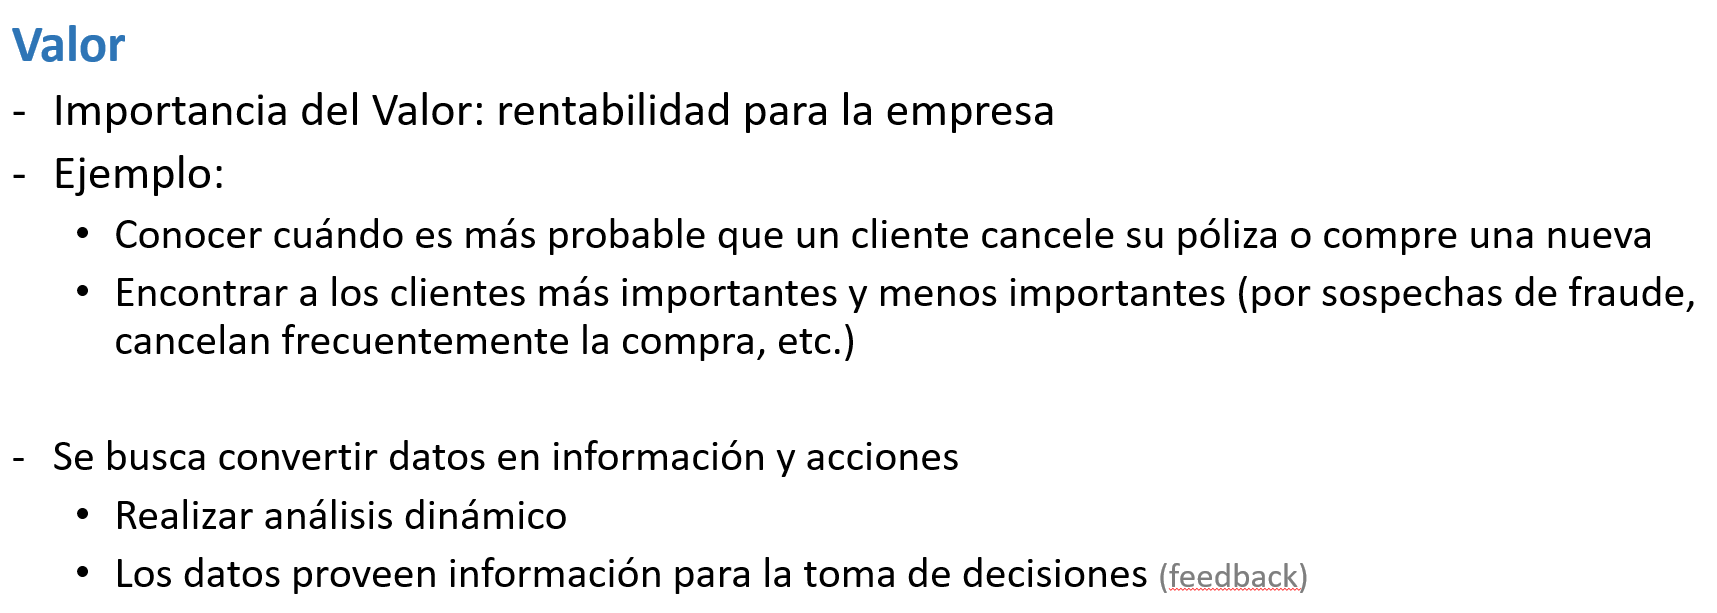 Valor
- Importancia del Valor: rentabilidad para la empresa
- Ejemplo:
• Conocer cuándo es más probable que un cliente cancele su póliza o compre una nueva
• Encontrar a los clientes más importantes y menos importantes (por sospechas de fraude,
cancelan frecuentemente la compra, etc.)
- Se busca convertir datos en información y acciones
• Realizar análisis dinámico
• Los datos proveen información para la toma de decisiones (feedback)